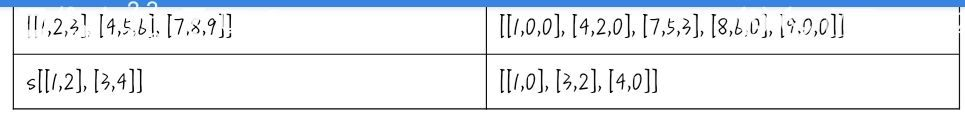 [[1,2,3], [4,5,6], [7,8,9]]
[[1,0,0], [4,2,0], [7,5,3], [8,6,0], [9,0,0]]
s[[1,2], [3,4]]
[[1,0], [3,2], [4,0]]